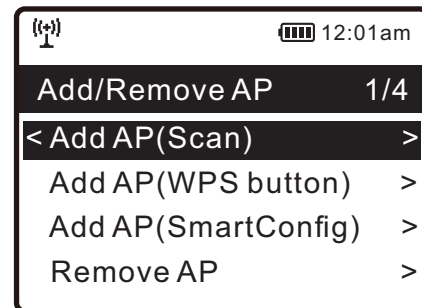 12:01am
Add/Remove AP 1/4
< Add AP(Scan) >
Add AP(WPS button) >
Add AP(SmartConfig) >
Remove AP >